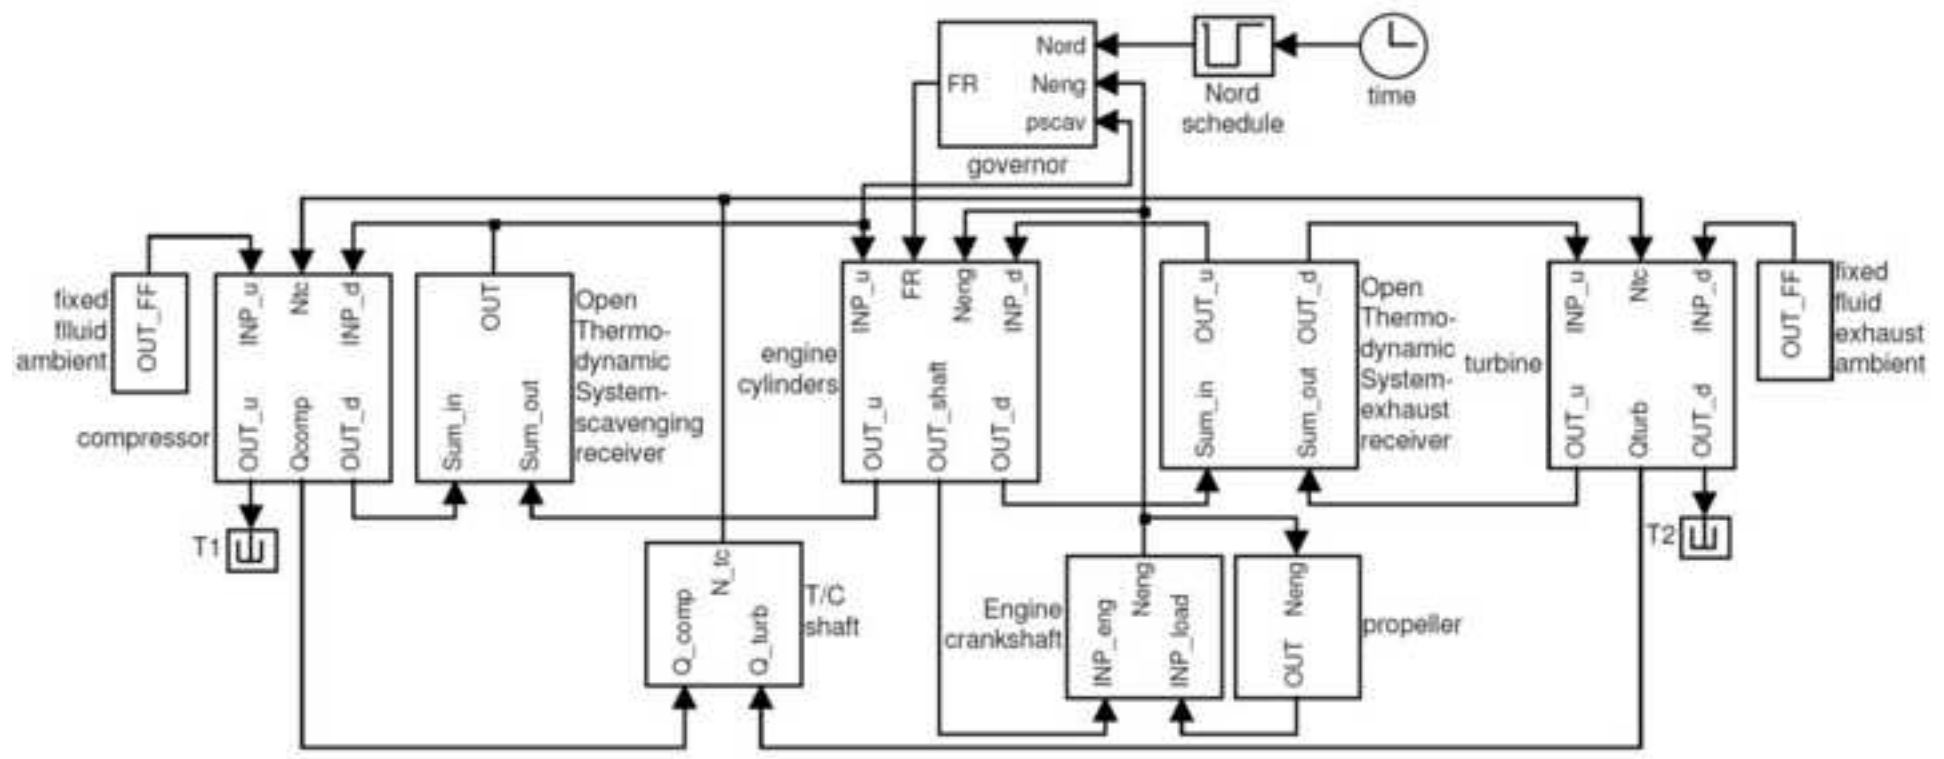 Nord
FR
Neng
pscav
governor
Nord
schedule
time
fixed
flluid
ambient
OUT_FF
INP_u
Ntc
INP_d
OUT_u
Qcomp
OUT_d
compressor
T1
OUT
Sum_in
Sum_out
Open
Thermo-
dynamic
System-
scavenging
receiver
engine
cylinders
INP_u
FR
Neng
INP_d
OUT_u
OUT_shaft
OUT_d
OUT_u
OUT_d
Sum_in
Sum_out
Open
Thermo-
dynamic
System-
exhaust
receiver
turbine
INP_u
Ntc
INP_d
OUT_u
Qturb
OUT_d
T2
OUT_FF
fixed
fluid
exhaust
ambient
N_tc
Q_comp
Q_turb
T/C
shaft
Engine
crankshaft
Neng
INP_eng
INP_load
Neng
OUT
propeller